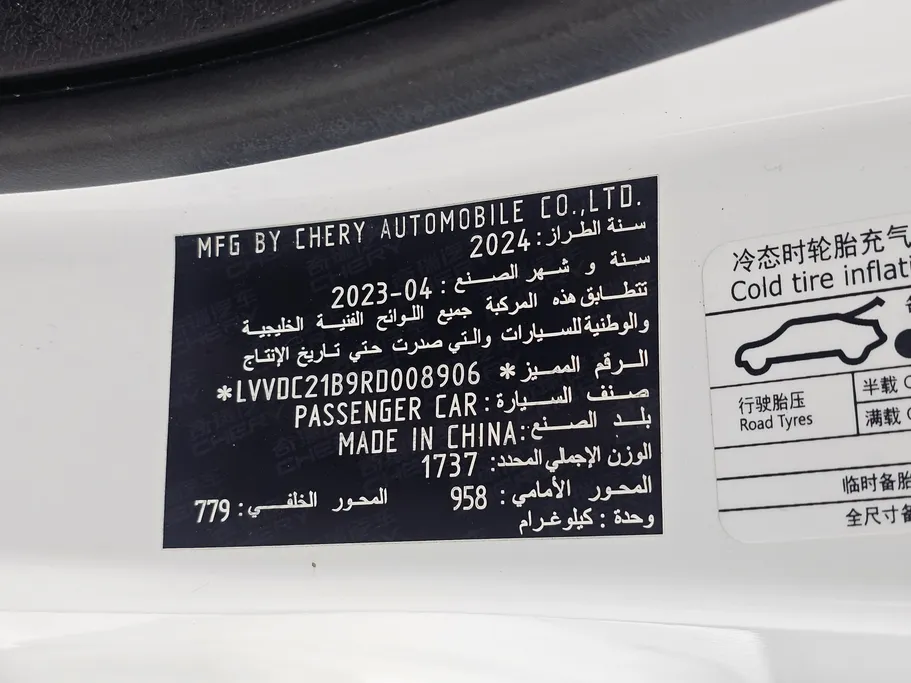 MFG BY CHERY AUTOMOBILE CO.,LTD.
سنة الطراز: 2024
سنة و شهر الصنع: 2023-04
تتطابق هذه المركبة جميع اللوائح الفنية الخليجية
والوطنية للسيارات والتي صدرت حتي تاريخ الإنتاج
الرقم المميز *LVVDC21B9RD008906*
صنف السيارة: PASSENGER CAR
بلد الصنع: MADE IN CHINA
الوزن الإجمالي المحدد: 1737
المحور الأمامي: 958 المحور الخلفي: 779
وحدة: كيلوغرام
冷态时轮胎充气
Cold tire inflati
行驶胎压
Road Tyres
半载
满载
临时备胎
全尺寸备